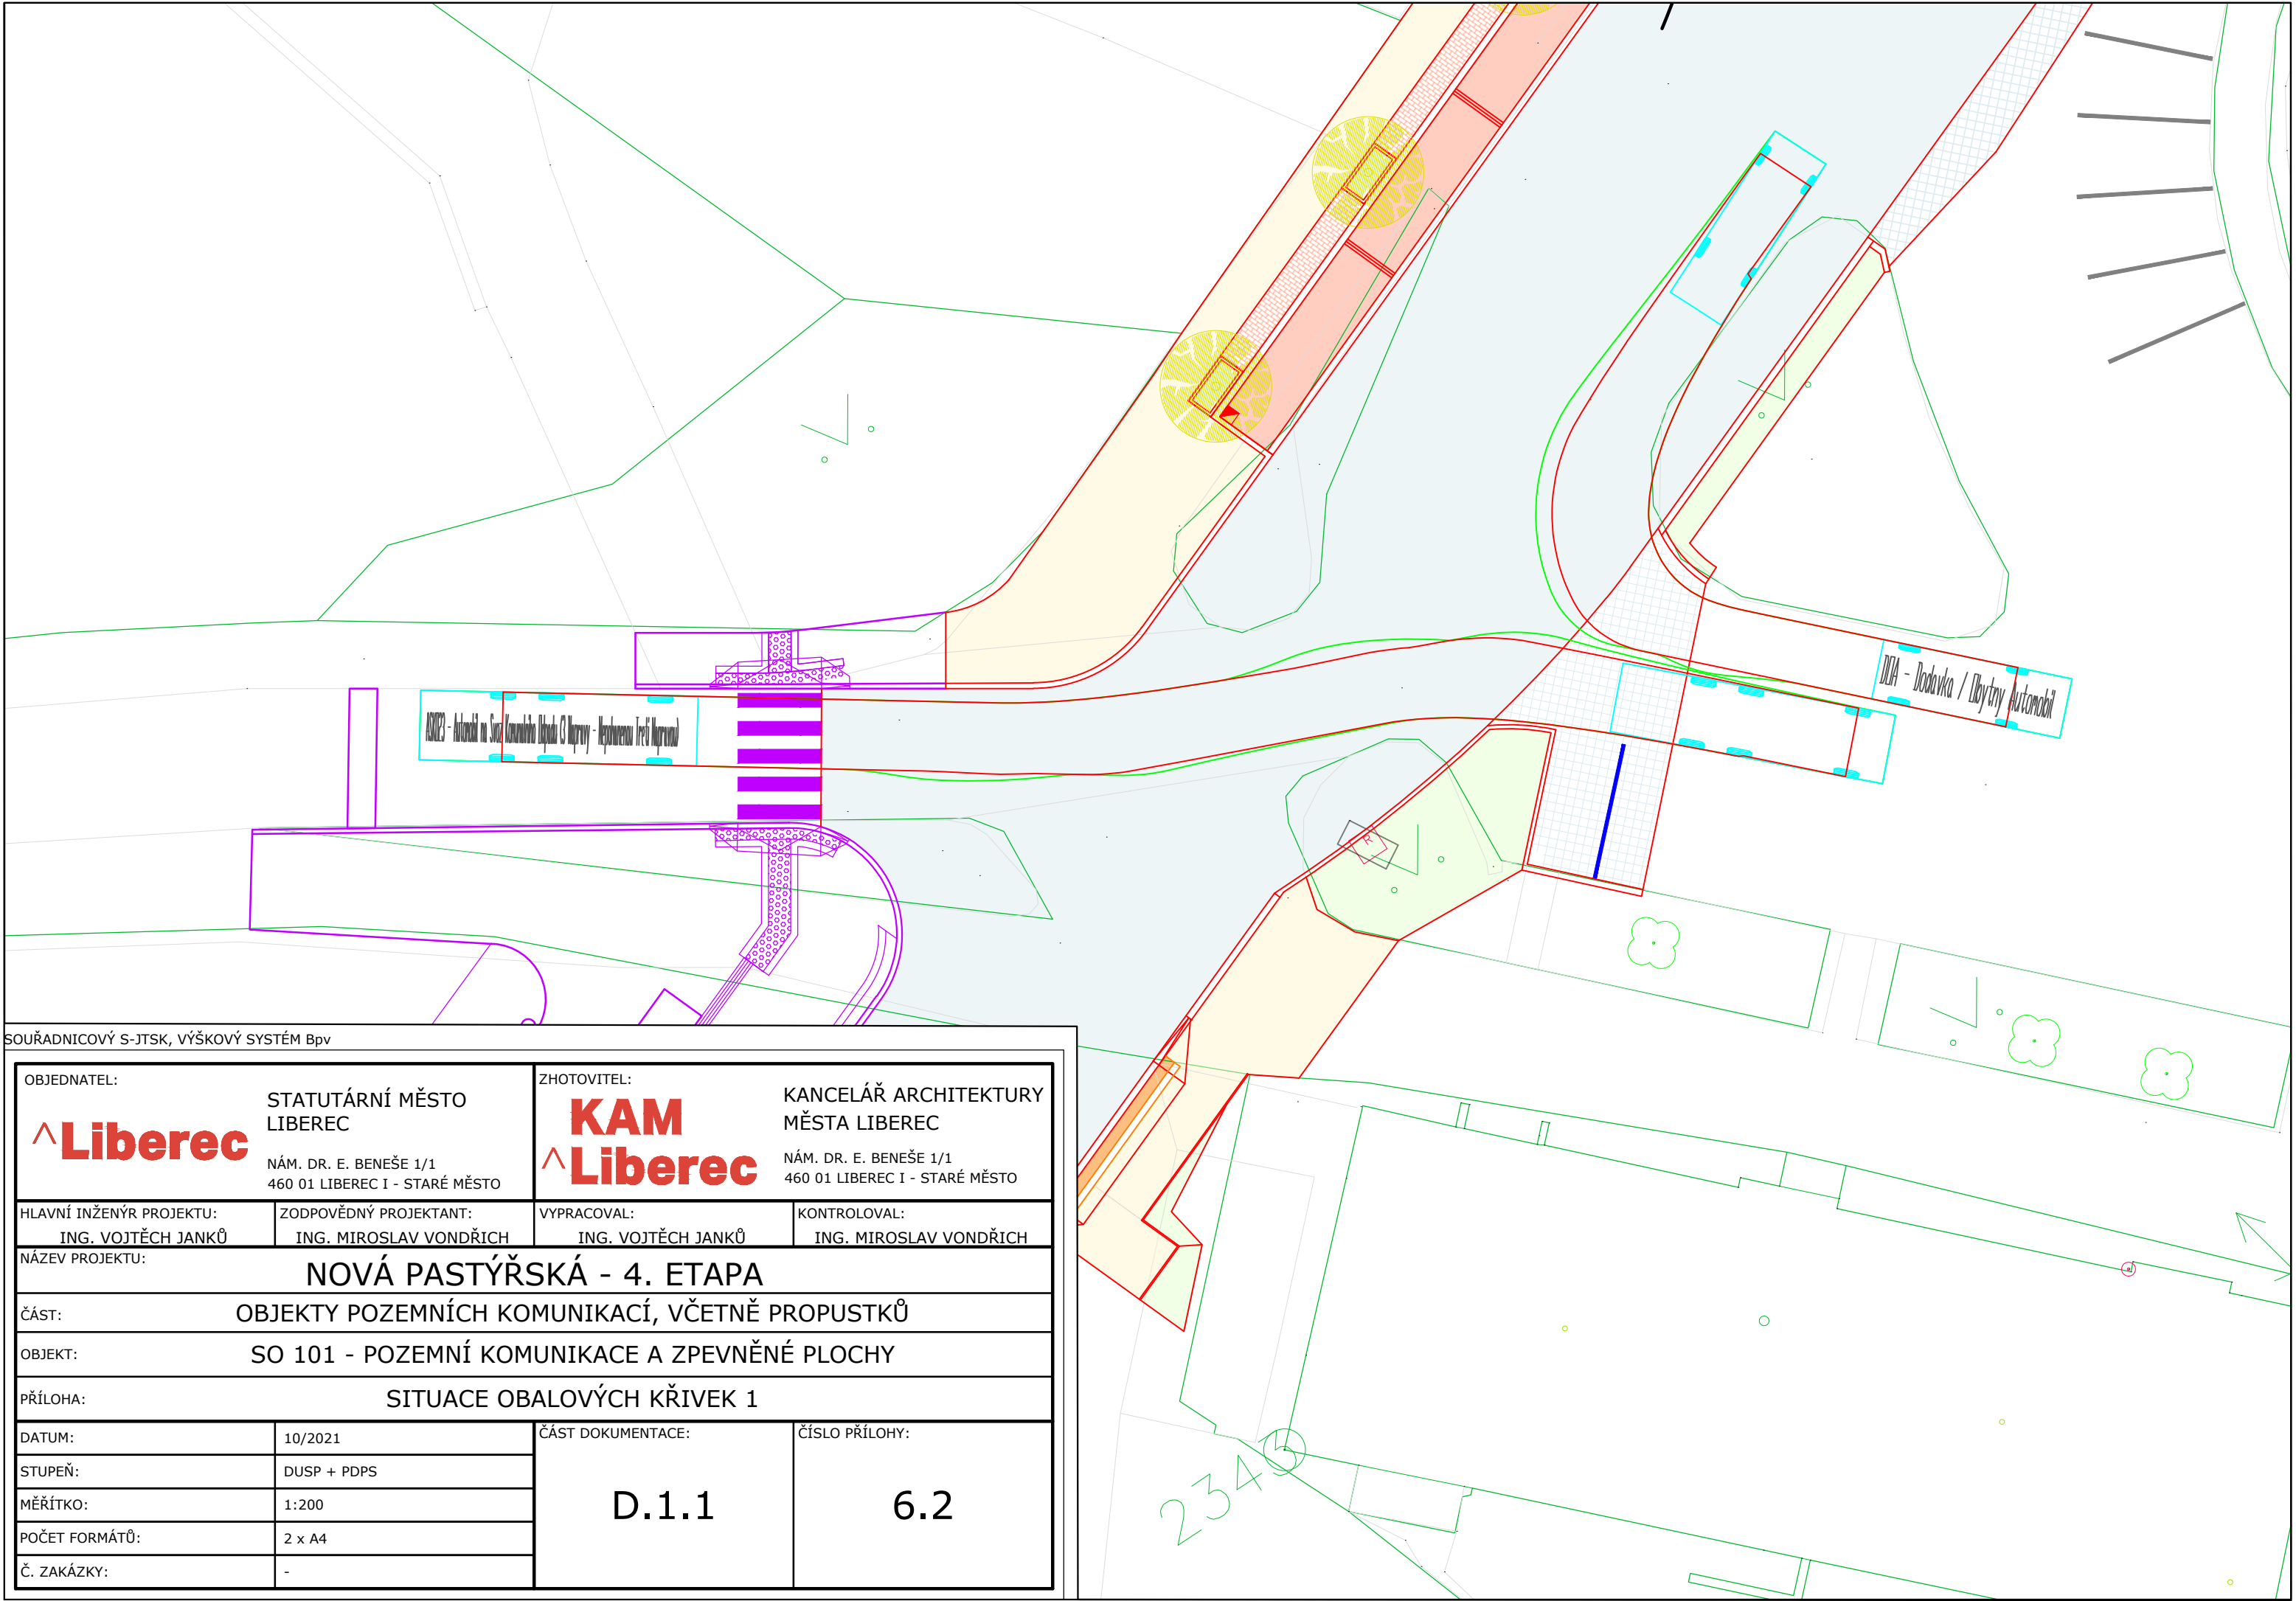 DDA - Dodávka / Obytný Automobil
R
SOUŘADNICOVÝ S-JTSK, VÝŠKOVÝ SYSTÉM Bpv
OBJEDNATEL:
^Liberec
STATUTÁRNÍ MĚSTO
LIBEREC
NÁM. DR. E. BENEŠE 1/1
460 01 LIBEREC I - STARÉ MĚSTO
ZHOTOVITEL:
KAM
^Liberec
KANCELÁŘ ARCHITEKTURY
MĚSTA LIBEREC
NÁM. DR. E. BENEŠE 1/1
460 01 LIBEREC I - STARÉ MĚSTO
HLAVNÍ INŽENÝR PROJEKTU:
ING. VOJTĚCH JANKŮ
ZODPOVĚDNÝ PROJEKTANT:
ING. MIROSLAV VONDŘICH
VYPRACOVAL:
ING. VOJTĚCH JANKŮ
KONTROLOVAL:
ING. MIROSLAV VONDŘICH
NÁZEV PROJEKTU:
NOVÁ PASTÝŘSKÁ - 4. ETAPA
ČÁST:
OBJEKTY POZEMNÍCH KOMUNIKACÍ, VČETNĚ PROPUSTKŮ
OBJEKT:
SO 101 - POZEMNÍ KOMUNIKACE A ZPEVNĚNÉ PLOCHY
PŘÍLOHA:
SITUACE OBALOVÝCH KŘIVEK 1
DATUM:
10/2021
STUPEŇ:
DUSP + PDPS
MĚŘÍTKO:
1:200
POČET FORMÁTŮ:
2 x A4
Č. ZAKÁZKY:
-
ČÁST DOKUMENTACE:
D.1.1
ČÍSLO PŘÍLOHY:
6.2
2345